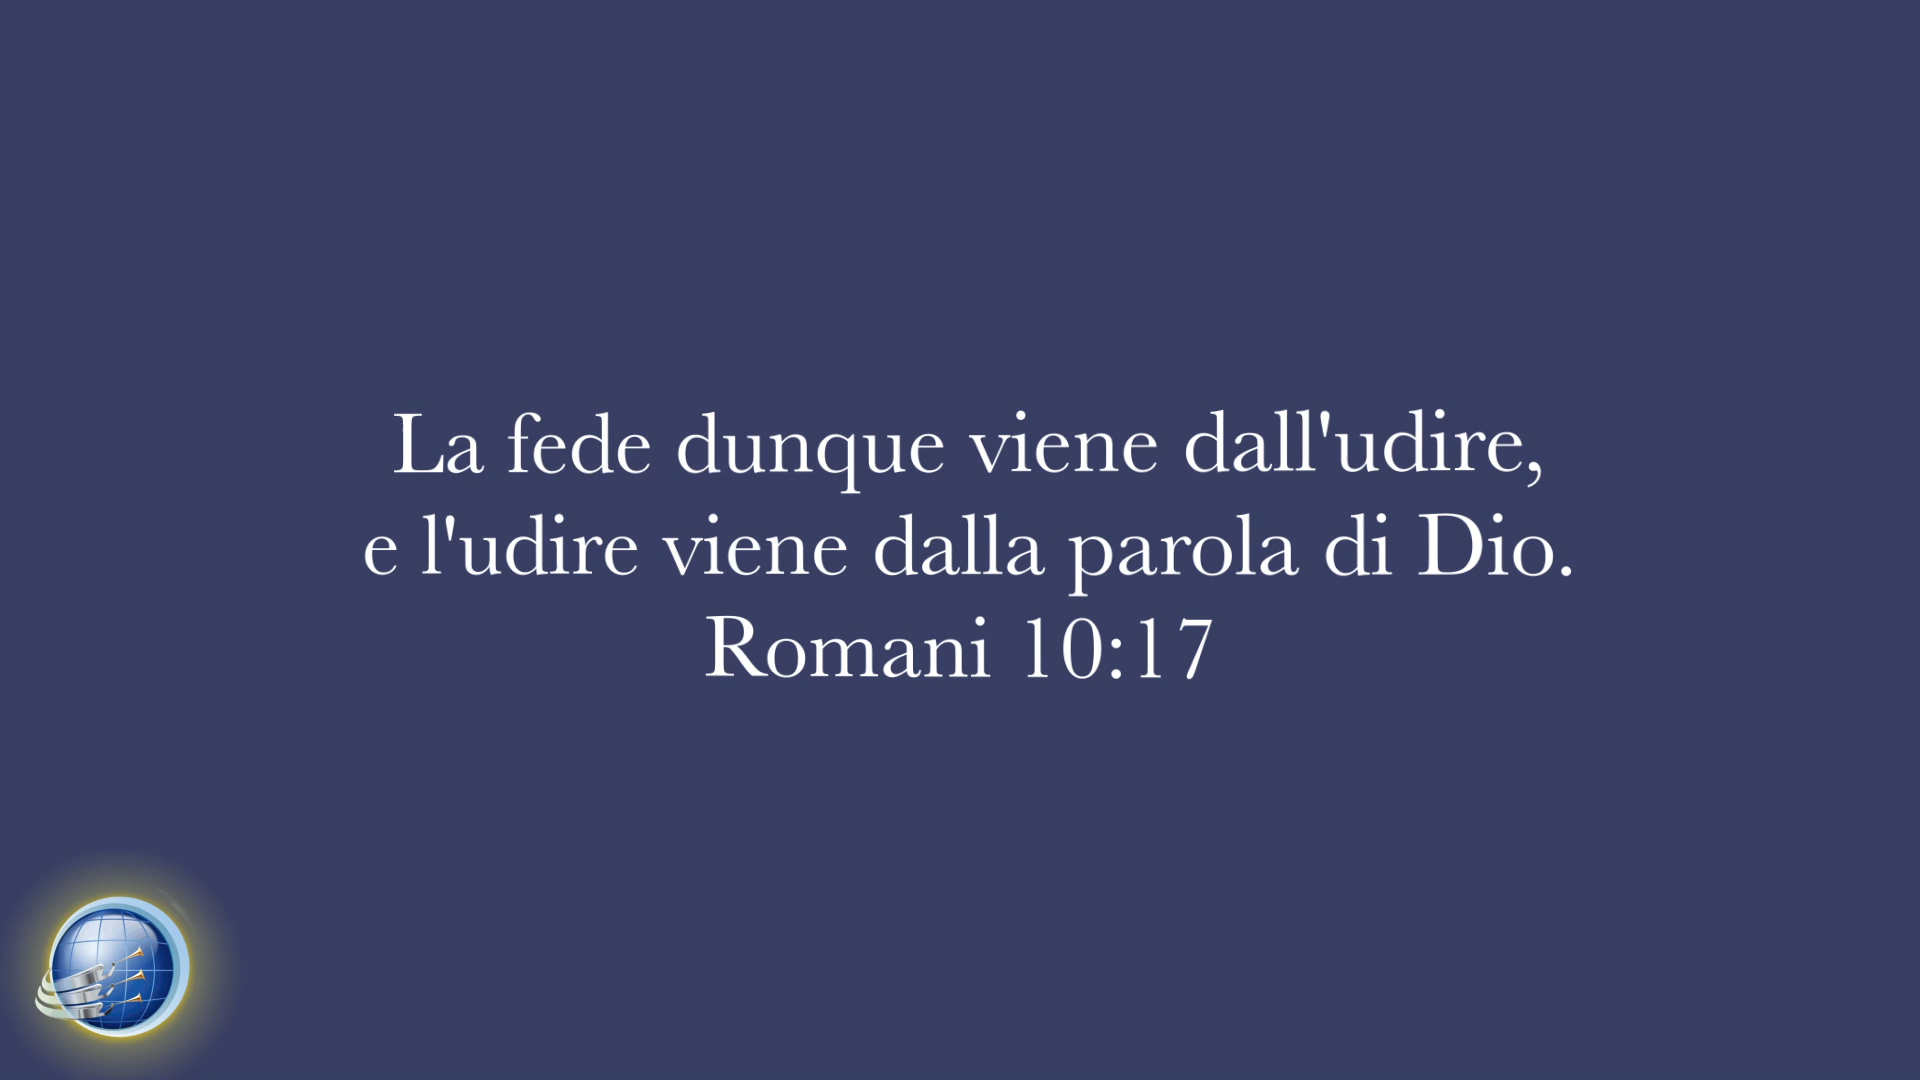 La fede dunque viene dall'udire,
e l'udire viene dalla parola di Dio.
Romani 10:17